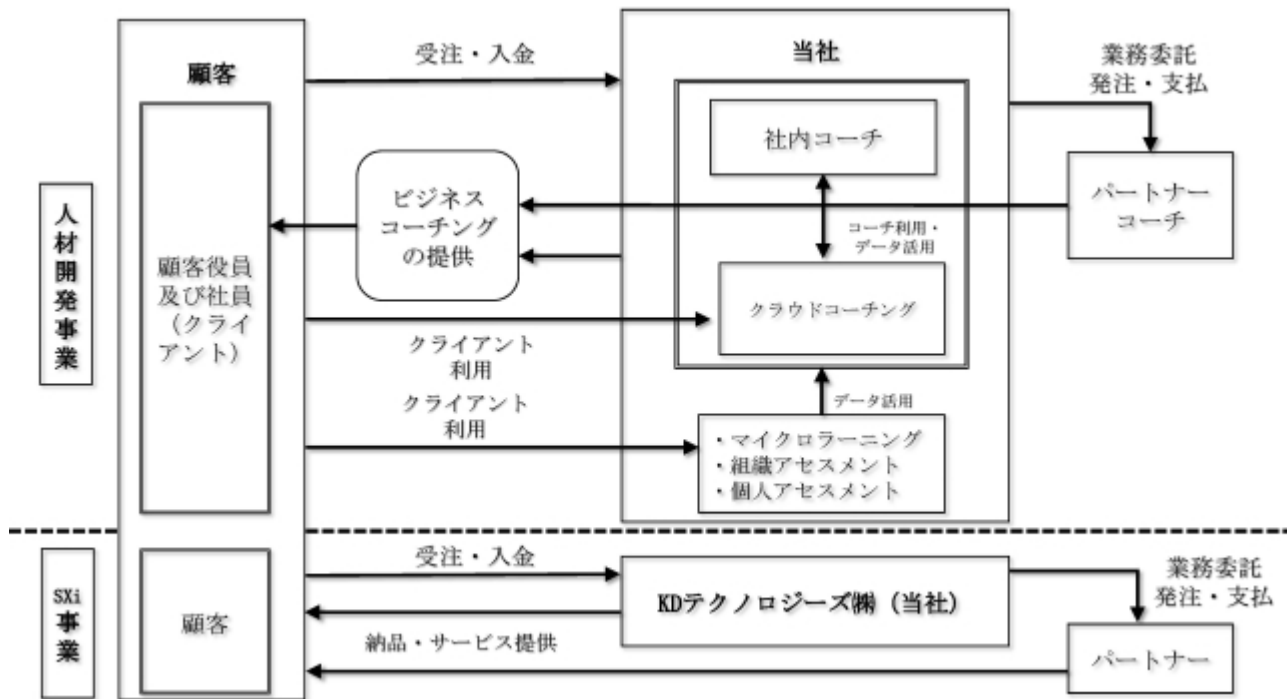 人材開発事業
顧客
顧客役員
及び社員
（クライ
アント）
受注・入金
ビジネス
コーチング
の提供
クライアント
利用
クライアント
利用
当社
社内コーチ
コーチ利用・
データ活用
クラウドコーチング
データ活用
・マイクロラーニング
・組織アセスメント
・個人アセスメント
業務委託
発注・支払
パートナー
コーチ
SXi
事業
顧客
受注・入金
納品・サービス提供
KDテクノロジーズ㈱（当社）
業務委託
発注・支払
パートナー